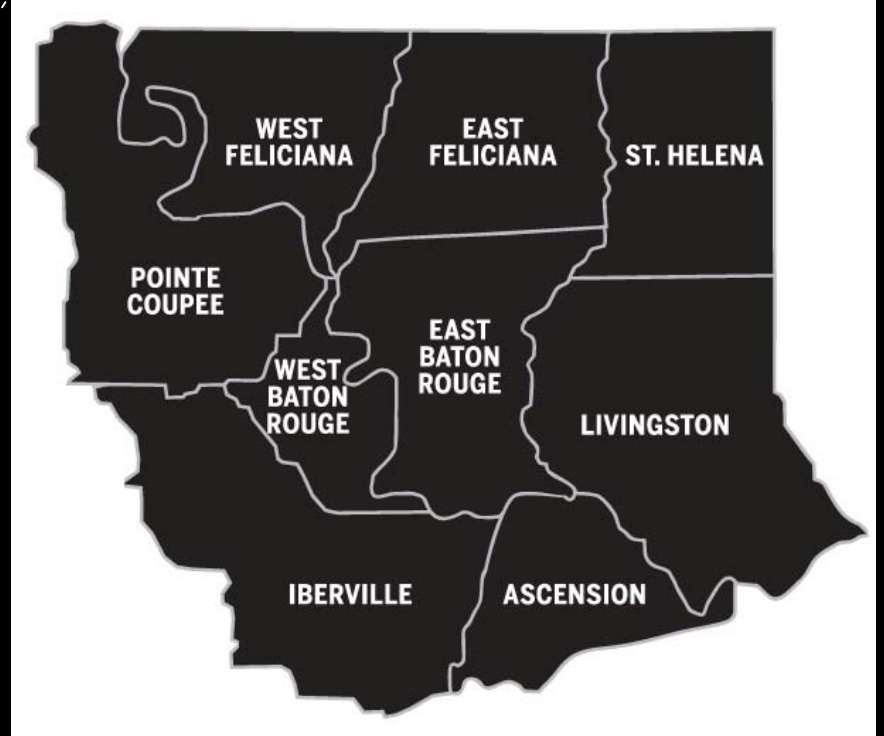 WEST
FELICIANA
EAST
FELICIANA
ST. HELENA
POINTE
COUPEE
EAST
BATON
ROUGE
WEST
BATON
ROUGE
LIVINGSTON
IBERVILLE
ASCENSION